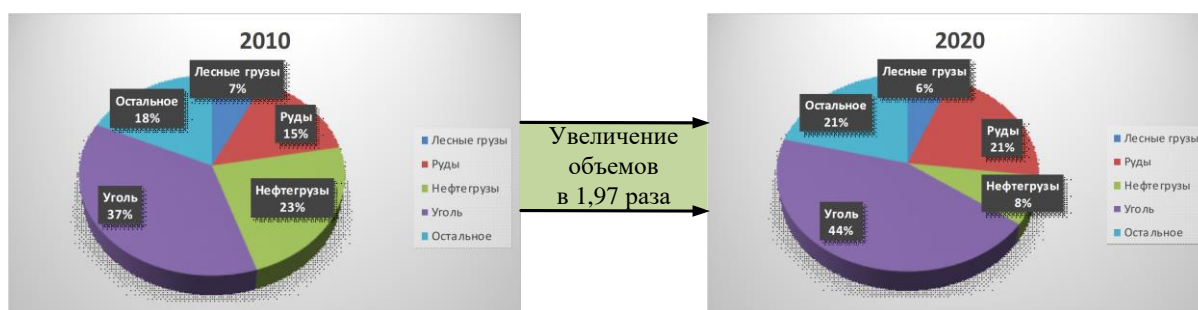 2010
Лесные грузы
7%
Остальное
18%
Руды
15%
Нефтегрузы
23%
Уголь
37%
Лесные грузы
Руды
Нефтегрузы
Уголь
Остальное
Увеличение
объемов
в 1,97 раза
2020
Лесные грузы
6%
Остальное
21%
Руды
21%
Нефтегрузы
8%
Уголь
44%
Лесные грузы
Руды
Нефтегрузы
Уголь
Остальное